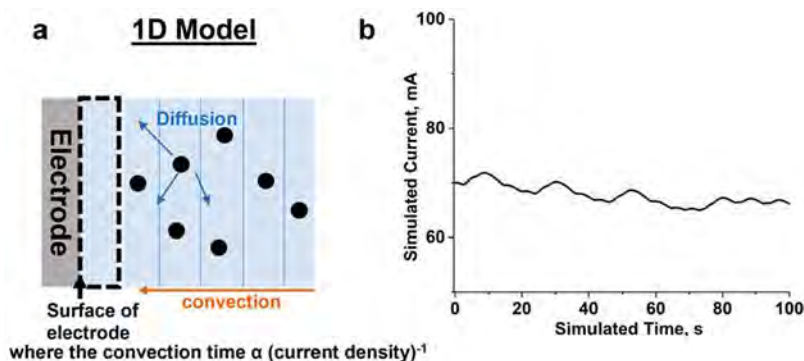 a
1D Model
Diffusion
Electrode
convection
Surface of
electrode
where the convection time α (current density)-1
b
Simulated Current, mA
100
80
60
0
20
40
60
80
100
Simulated Time, s